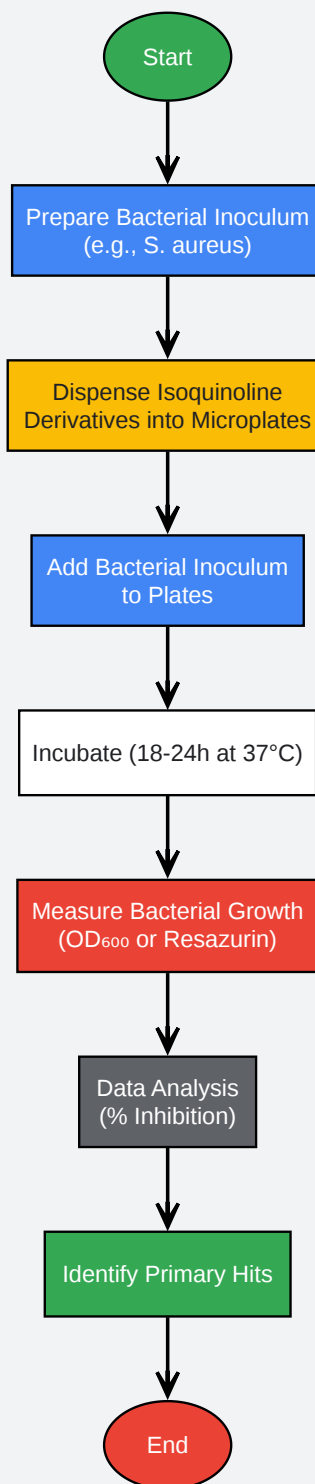 Start
Prepare Bacterial Inoculum
(e.g., S. aureus)
Dispense Isoquinoline
Derivatives into Microplates
Add Bacterial Inoculum
to Plates
Incubate (18-24h at 37°C)
Measure Bacterial Growth
(OD₆₀₀ or Resazurin)
Data Analysis
(% Inhibition)
Identify Primary Hits
End